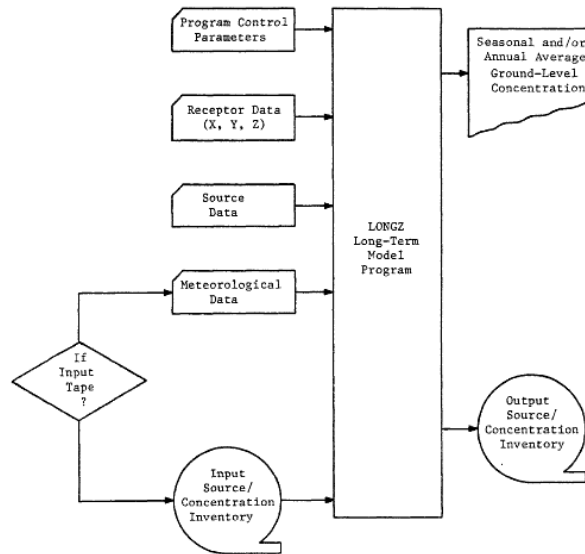 Program Control
Parameters
Seasonal and/or
Annual Average
Ground-Level
Concentration
Receptor Data
(X, Y, Z)
Source
Data
LONGZ
Long-Term
Model
Program
Meteorological
Data
If
Input
Tape
?
Output
Source/
Concentration
Inventory
Input
Source/
Concentration
Inventory